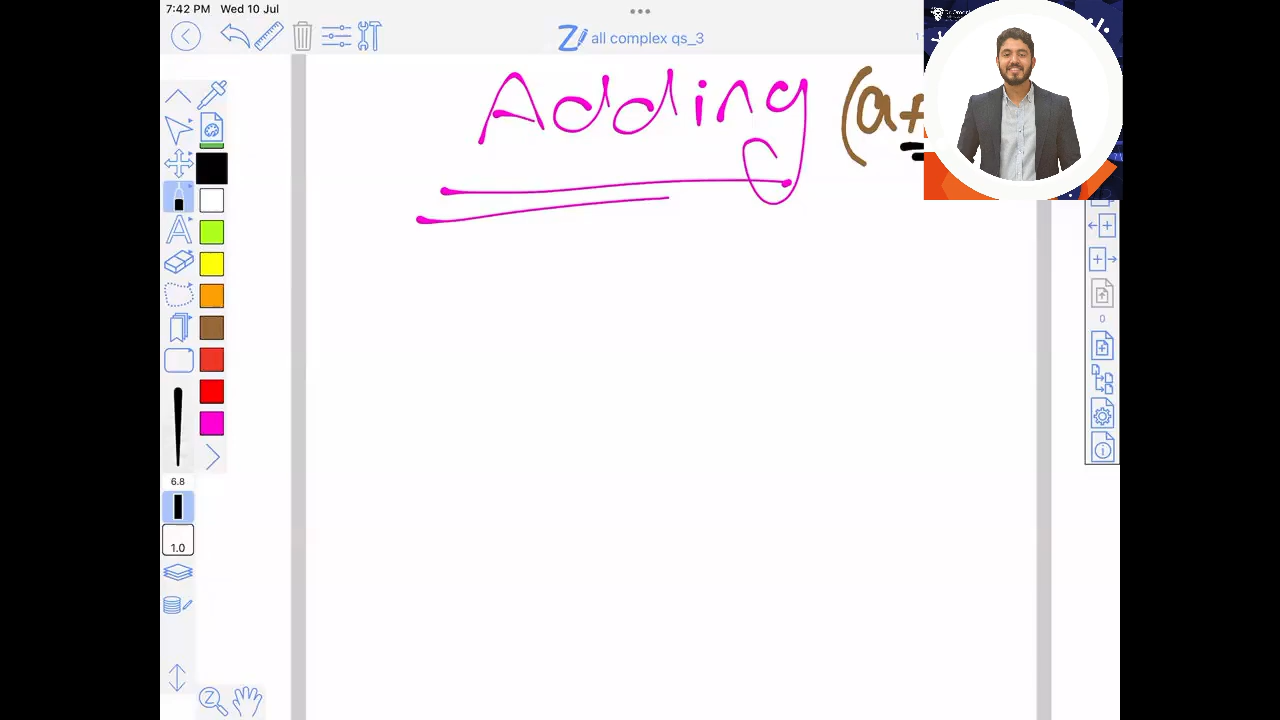 7:42 PM Wed 10 Jul
all complex qs_3
Adding (a+
6.8
1.0
0